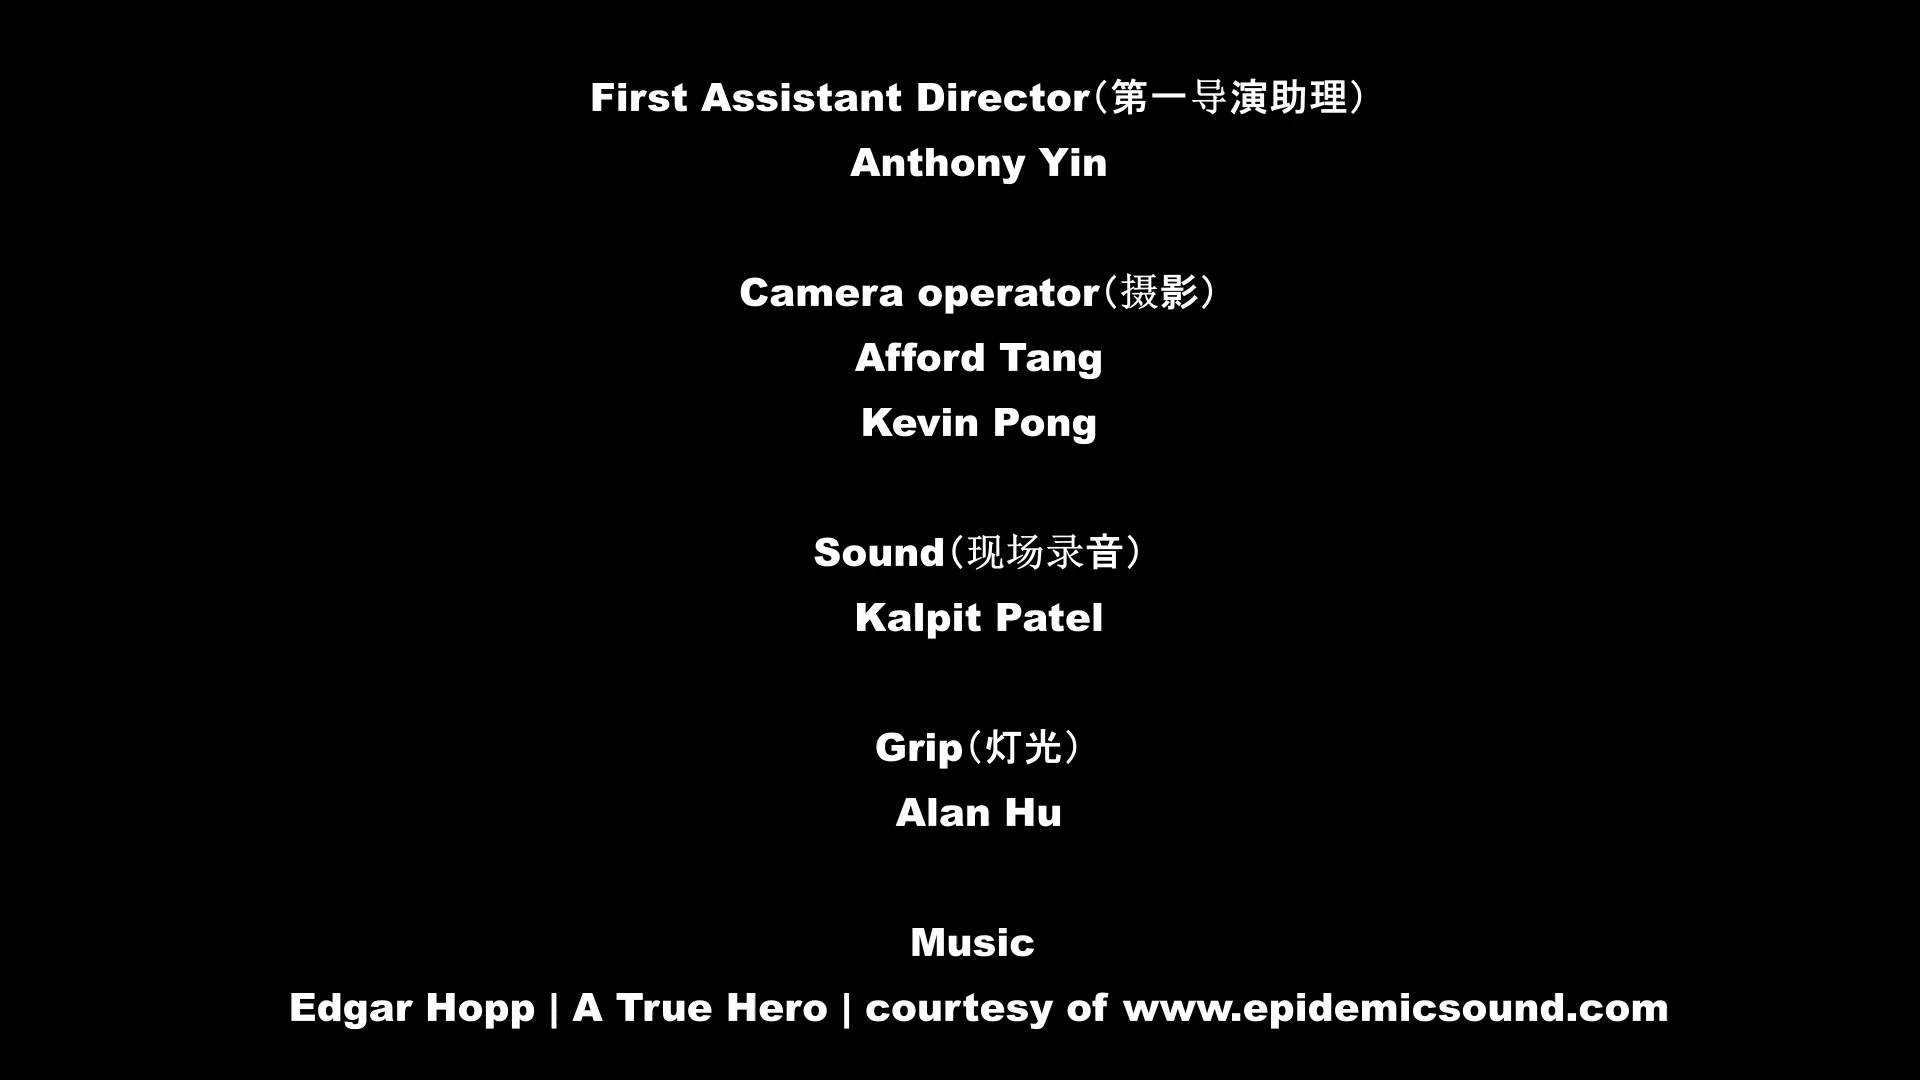 First Assistant Director（第一导演助理）
Anthony Yin
Camera operator（摄影）
Afford Tang
Kevin Pong
Sound（现场录音）
Kalpit Patel
Grip（灯光）
Alan Hu
Music
Edgar Hopp | A True Hero | courtesy of www.epidemicsound.com